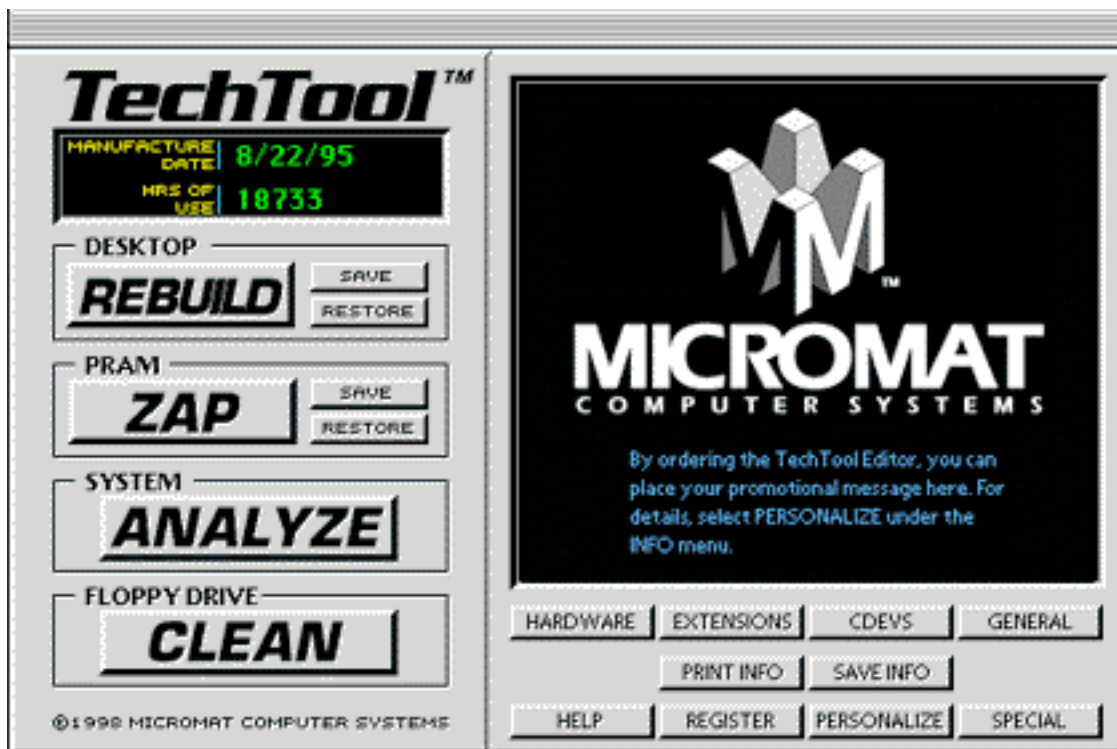 TechTool™
MANUFACTURE
DATE
8/22/95
HRS OF
USE
18733
DESKTOP
REBUILD
SAVE
RESTORE
PRAM
ZAP
SAVE
RESTORE
SYSTEM
ANALYZE
FLOPPY DRIVE
CLEAN
©1998 MICROMAT COMPUTER SYSTEMS
™
MICROMAT
COMPUTER SYSTEMS
By ordering the TechTool Editor, you can
place your promotional message here. For
details, select PERSONALIZE under the
INFO menu.
HARDWARE EXTENSIONS CDEVS GENERAL
PRINT INFO SAVE INFO
HELP REGISTER PERSONALIZE SPECIAL